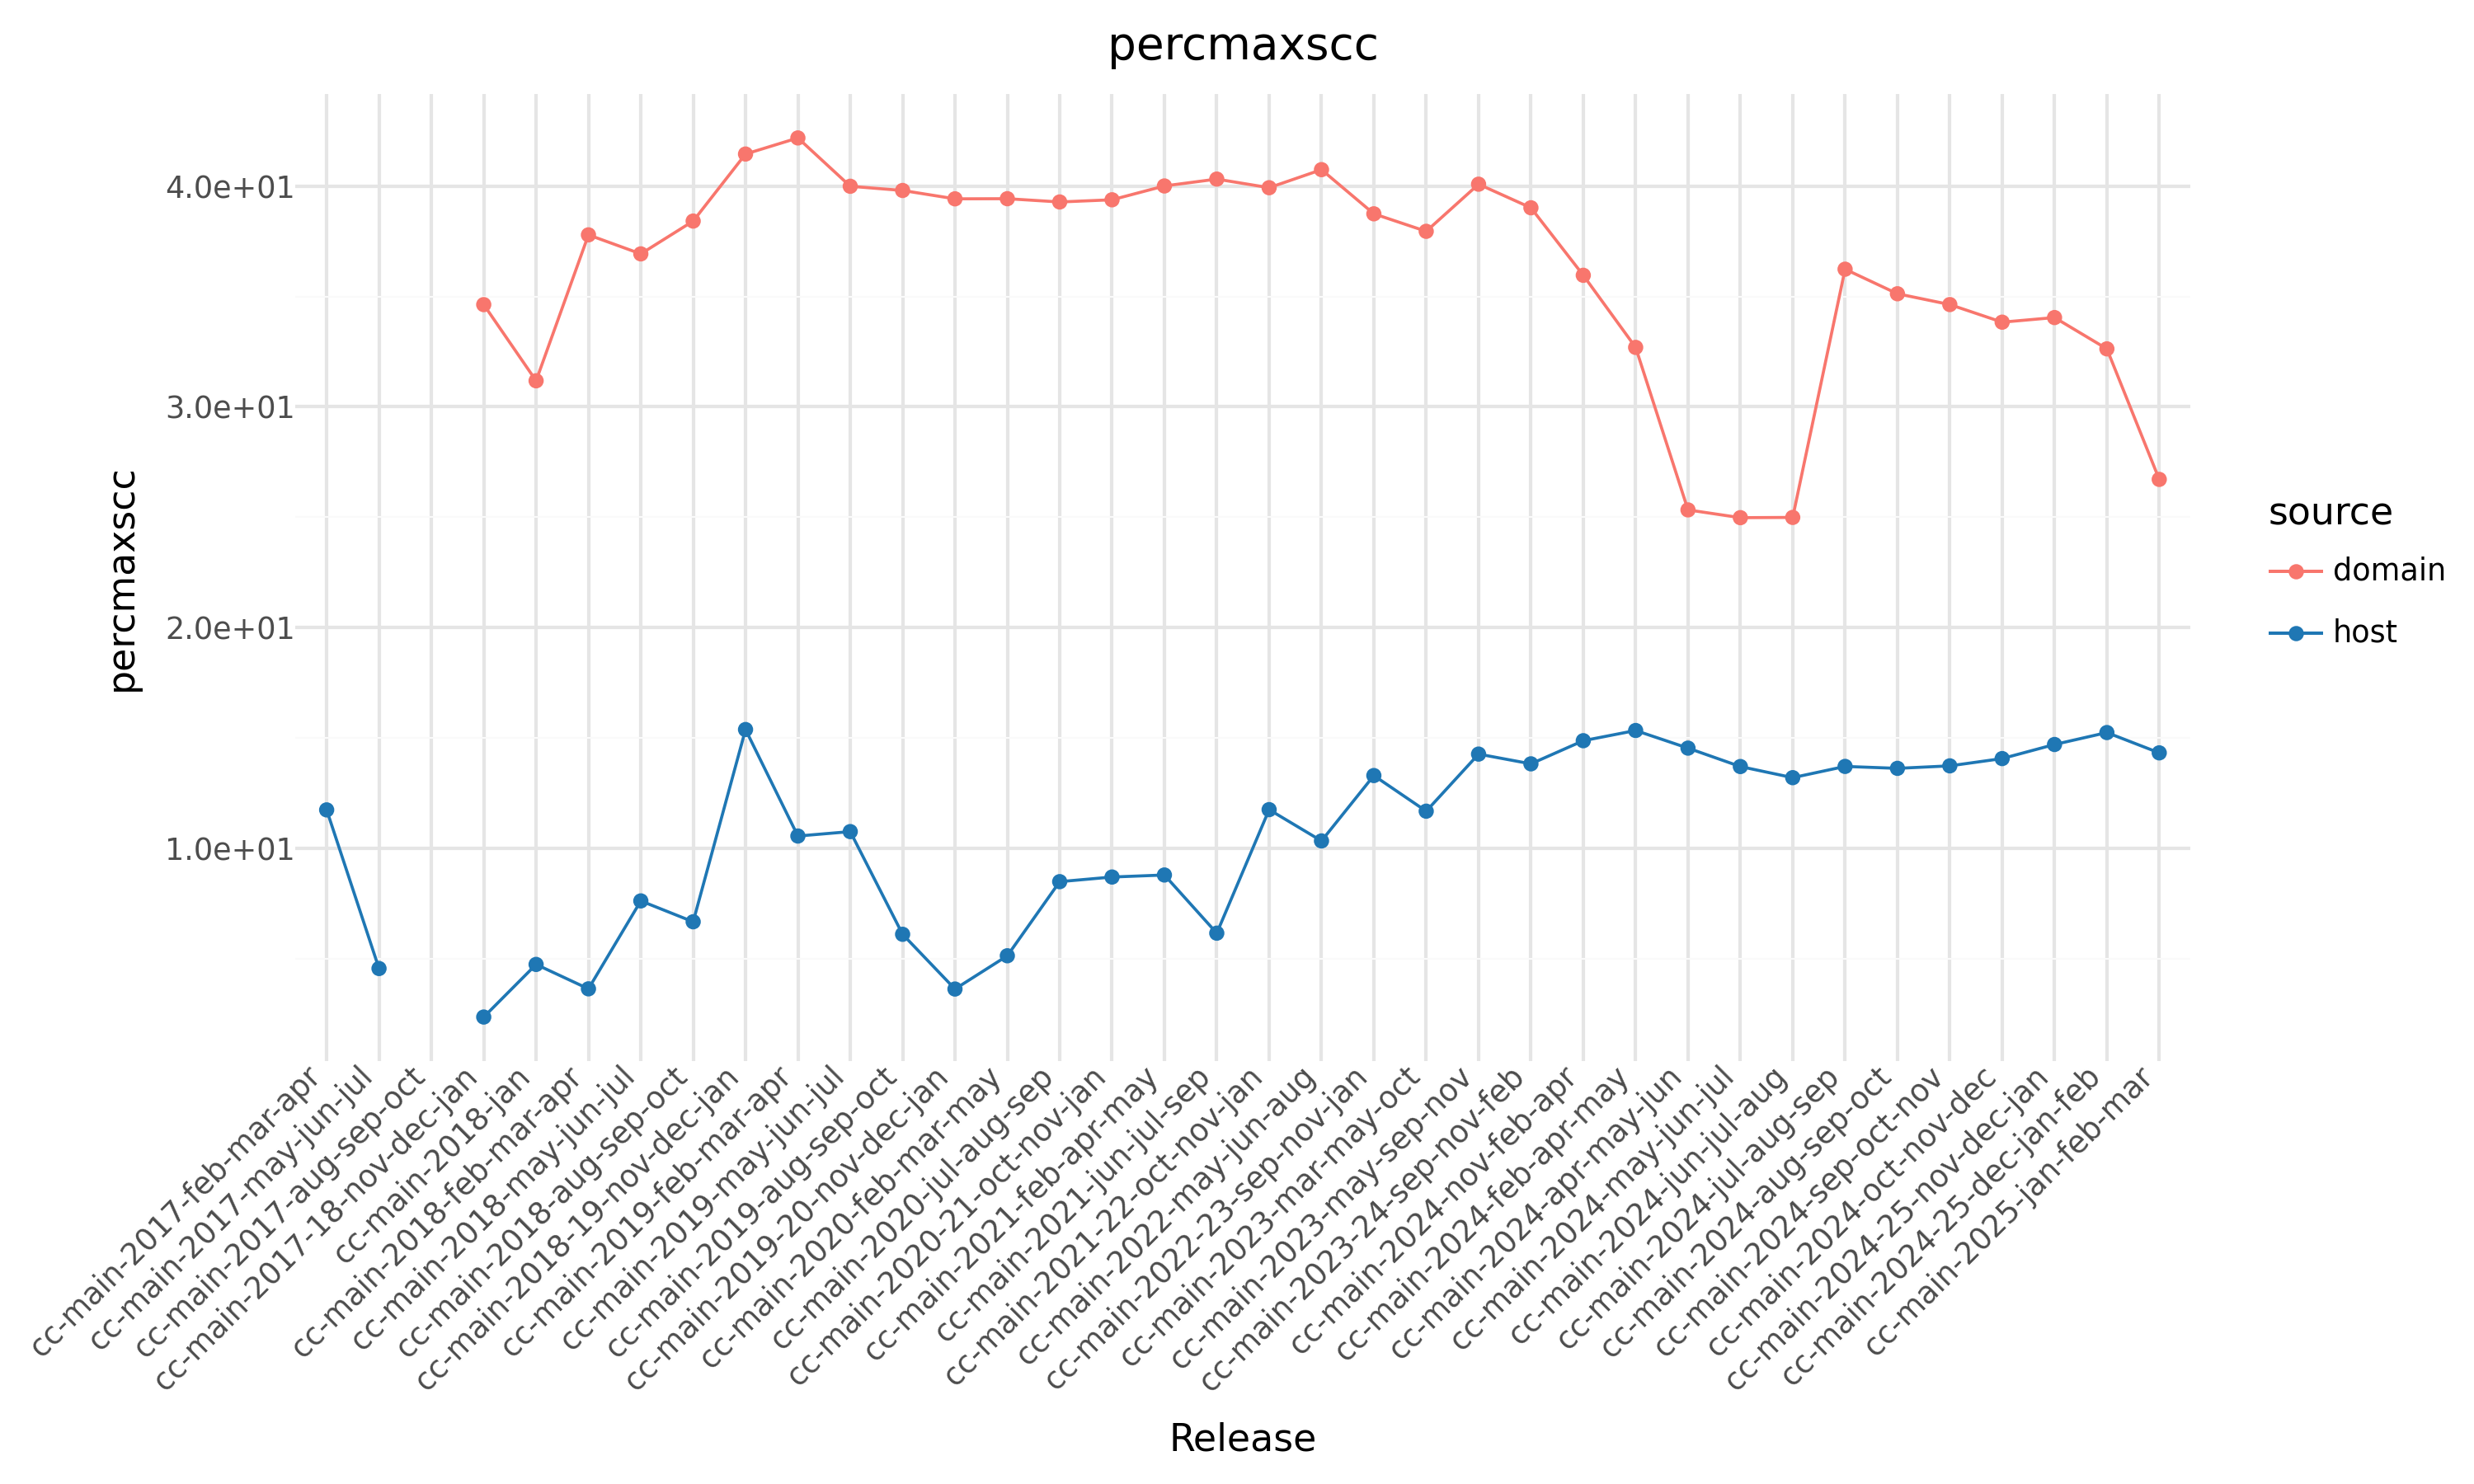 percmaxscc
percmaxscc
4.0e+01
3.0e+01
2.0e+01
1.0e+01
cc-main-2017-feb-mar-apr
cc-main-2017-may-jun-jul
cc-main-2017-aug-sep-oct
cc-main-2017-18-nov-dec-jan
cc-main-2018-jan
cc-main-2018-feb-mar-apr
cc-main-2018-may-jun-jul
cc-main-2018-aug-sep-oct
cc-main-2018-19-nov-dec-jan
cc-main-2019-feb-mar-apr
cc-main-2019-may-jun-jul
cc-main-2019-aug-sep-oct
cc-main-2019-20-nov-dec-jan
cc-main-2020-feb-mar-may
cc-main-2020-jul-aug-sep
cc-main-2020-21-oct-nov-jan
cc-main-2021-feb-apr-may
cc-main-2021-jun-jul-sep
cc-main-2021-22-oct-nov-jan
cc-main-2022-may-jun-aug
cc-main-2022-23-sep-nov-jan
cc-main-2023-mar-may-oct
cc-main-2023-may-sep-nov
cc-main-2023-24-sep-nov-feb
cc-main-2024-nov-feb-apr
cc-main-2024-feb-apr-may
cc-main-2024-apr-may-jun
cc-main-2024-may-jun-jul
cc-main-2024-jun-jul-aug
cc-main-2024-jul-aug-sep
cc-main-2024-aug-sep-oct
cc-main-2024-sep-oct-nov
cc-main-2024-oct-nov-dec
cc-main-2024-25-nov-dec-jan
cc-main-2024-25-dec-jan-feb
cc-main-2025-jan-feb-mar
Release
source
domain
host